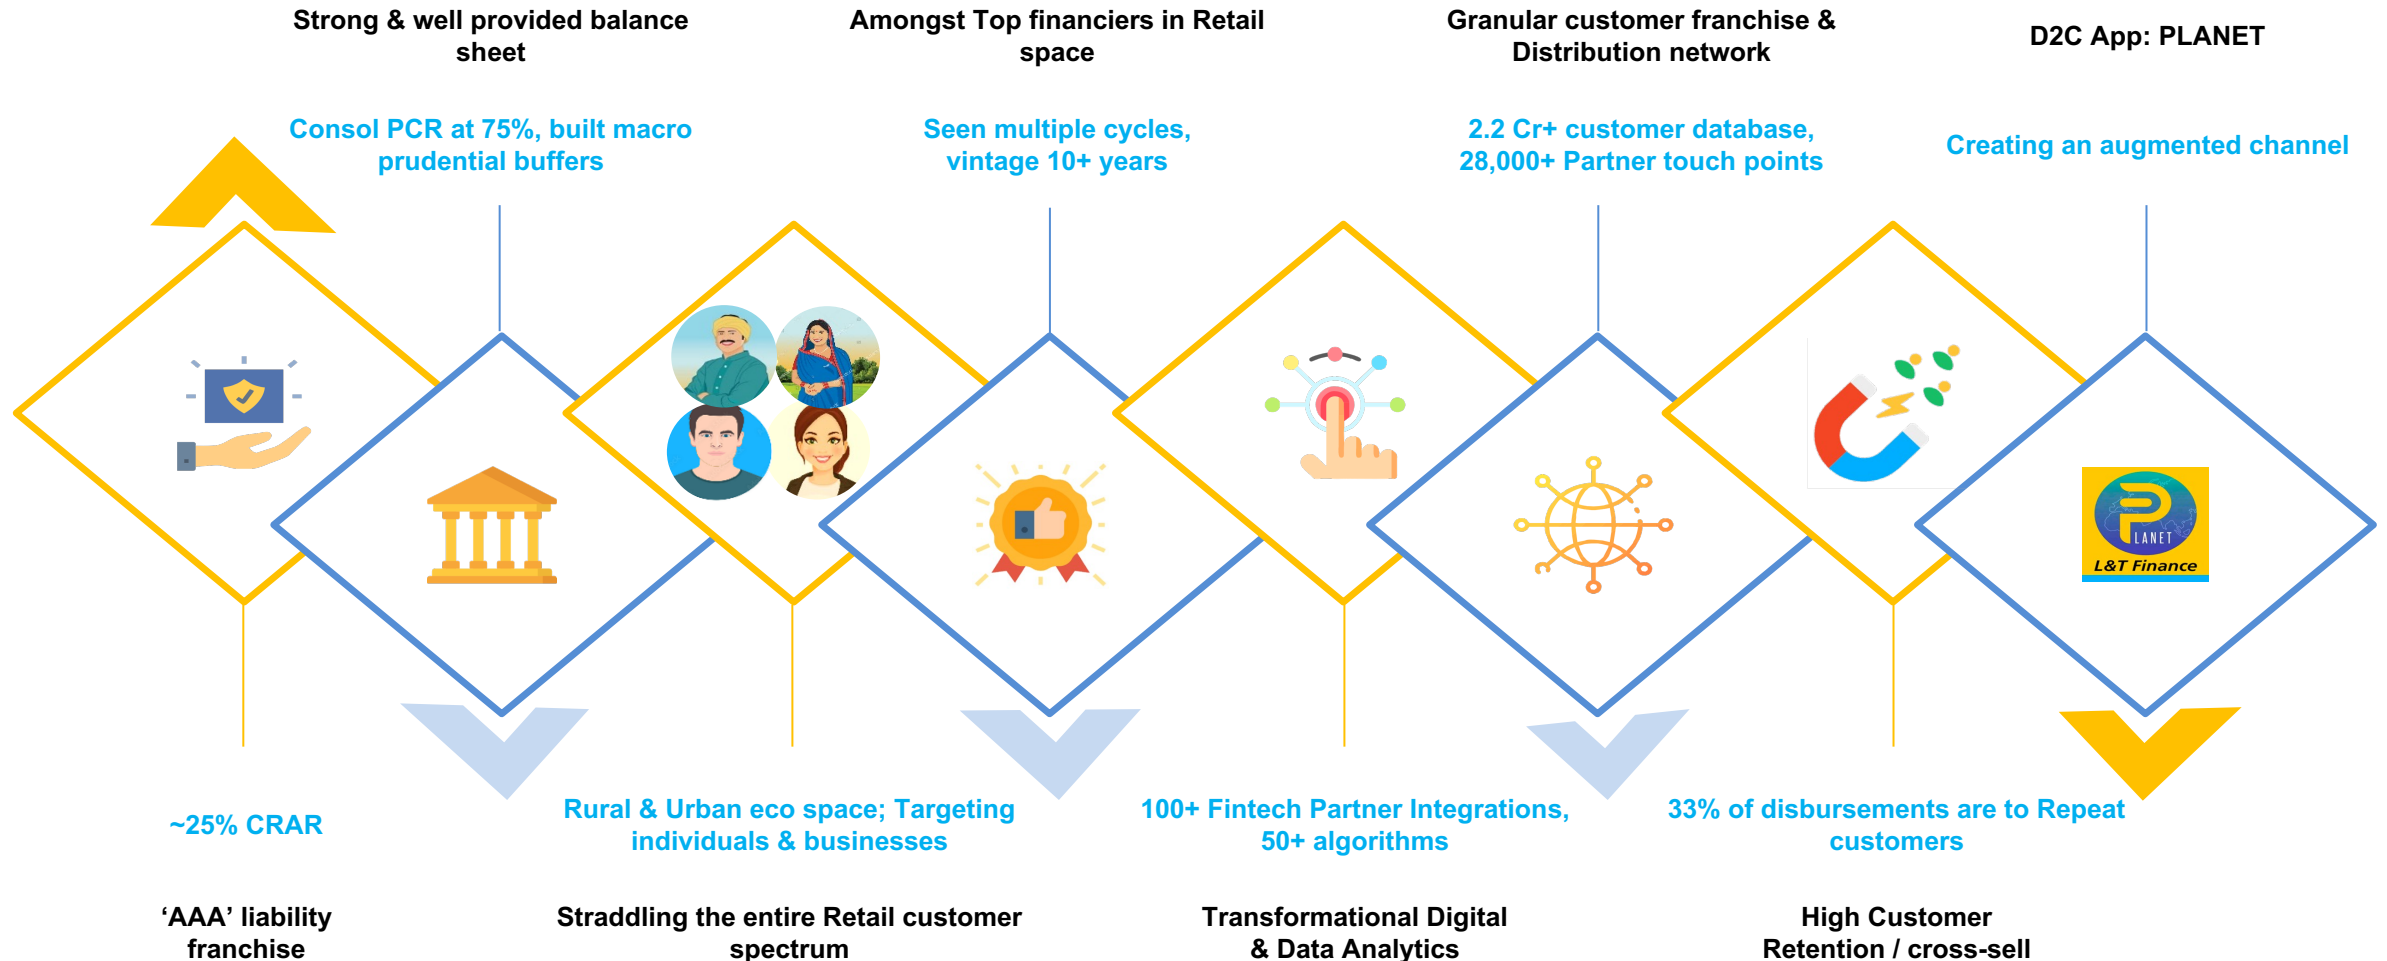 Strong & well provided balance
sheet
Consol PCR at 75%, built macro
prudential buffers
Amongst Top financiers in Retail
space
Seen multiple cycles,
vintage 10+ years
Granular customer franchise &
Distribution network
2.2 Cr+ customer database,
28,000+ Partner touch points
D2C App: PLANET
Creating an augmented channel
PLANET
L&T Finance
~25% CRAR
‘AAA’ liability
franchise
Rural & Urban eco space; Targeting
individuals & businesses
Straddling the entire Retail customer
spectrum
100+ Fintech Partner Integrations,
50+ algorithms
Transformational Digital
& Data Analytics
33% of disbursements are to Repeat
customers
High Customer
Retention / cross-sell